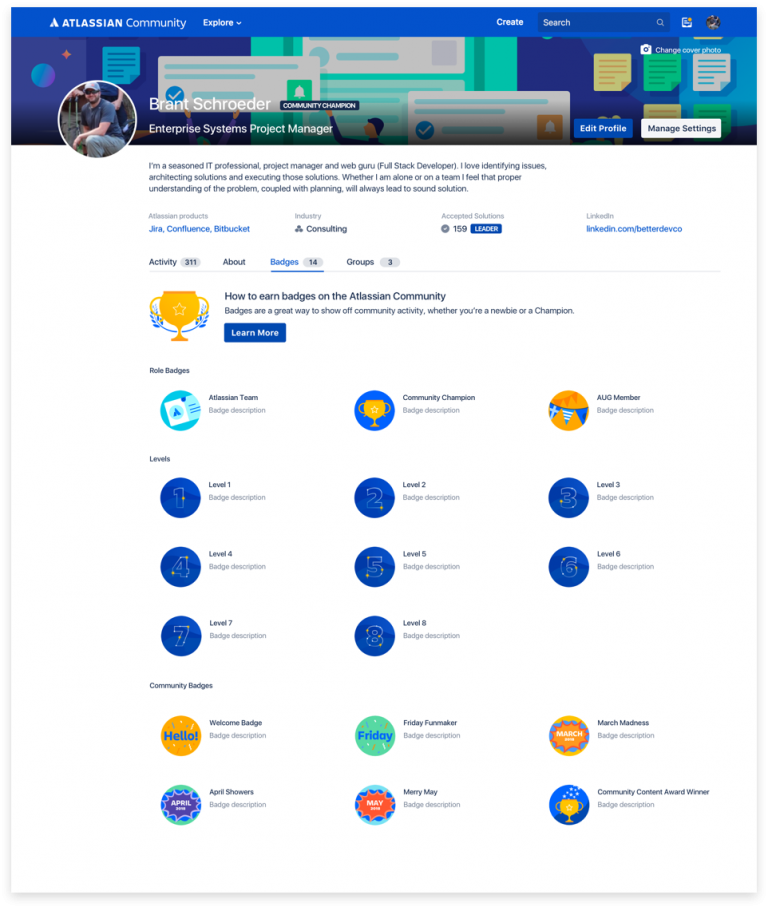 ATLASSIAN Community
Explore
Create
Search
Change cover photo
Brant Schroeder
COMMUNITY CHAMPION
Enterprise Systems Project Manager
Edit Profile
Manage Settings
I'm a seasoned IT professional, project manager and web guru (Full Stack Developer). I love identifying issues,
architecting solutions and executing those solutions. Whether I am alone or on a team I feel that proper
understanding of the problem, coupled with planning, will always lead to sound solution.
Atlassian products
Industry
Accepted Solutions
LinkedIn
Jira, Confluence, Bitbucket
Consulting
159 LEADER
linkedin.com/betterdevco
Activity 311
About
Badges 14
Groups 3
How to earn badges on the Atlassian Community
Badges are a great way to show off community activity, whether you're a newbie or a Champion.
Learn More
Role Badges
Atlassian Team
Badge description
Community Champion
Badge description
AUG Member
Badge description
Levels
1
Level 1
Badge description
2
Level 2
Badge description
3
Level 3
Badge description
4
Level 4
Badge description
5
Level 5
Badge description
6
Level 6
Badge description
7
Level 7
Badge description
8
Level 8
Badge description
Community Badges
Hello!
Welcome Badge
Badge description
Friday
Friday Funmaker
Badge description
MARCH
2018
March Madness
Badge description
APRIL
2018
April Showers
Badge description
MAY
2018
Merry May
Badge description
Community Content Award Winner
Badge description